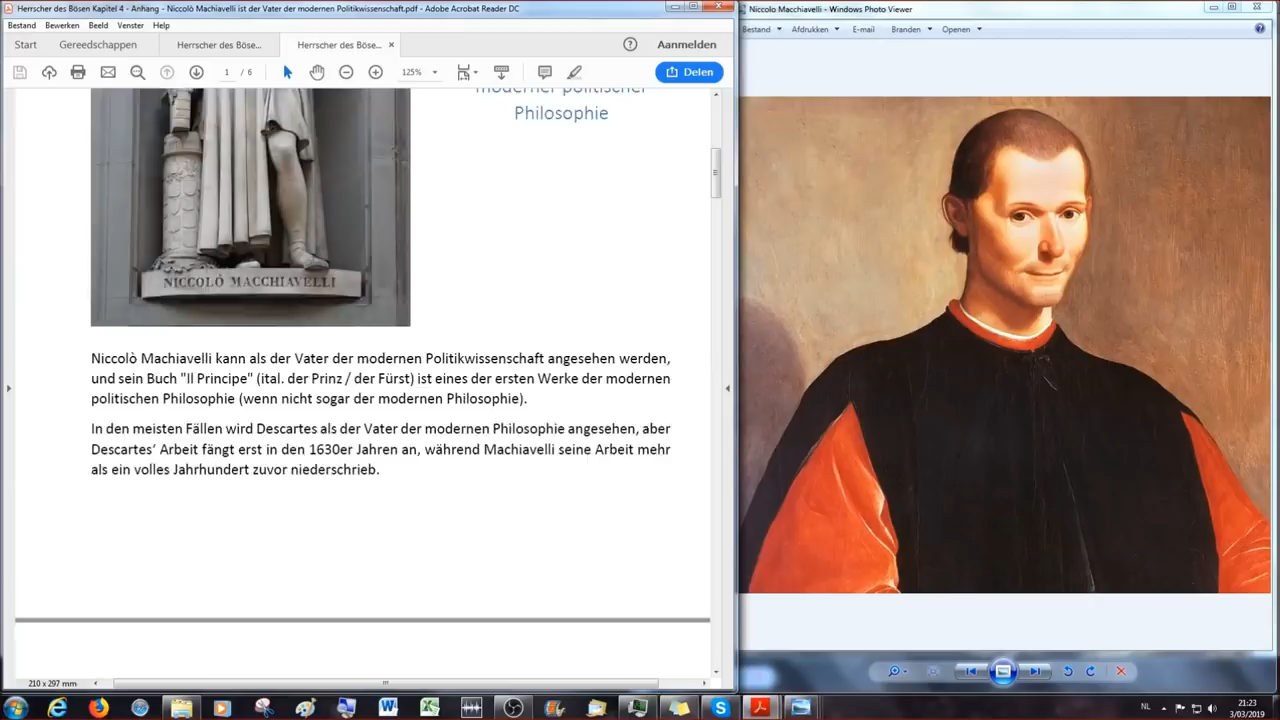 Herrscher des Bösen Kapitel 4 - Anhang - Niccolò Machiavelli ist der Vater der modernen Politikwissenschaft.pdf - Adobe Acrobat Reader DC
Bestand Bewerken Beeld Venster Help
Start Gereedschappen Herrscher des Böse... Herrscher des Böse... × Aanmelden
1 / 6 125% Delen
moderner politischer
Philosophie
NICCOLÒ MACCHIAVELLI
Niccolò Machiavelli kann als der Vater der modernen Politikwissenschaft angesehen werden,
und sein Buch "Il Principe" (ital. der Prinz / der Fürst) ist eines der ersten Werke der modernen
politischen Philosophie (wenn nicht sogar der modernen Philosophie).
In den meisten Fällen wird Descartes als der Vater der modernen Philosophie angesehen, aber
Descartes‘ Arbeit fängt erst in den 1630er Jahren an, während Machiavelli seine Arbeit mehr
als ein volles Jahrhundert zuvor niederschrieb.
210 x 297 mm
Niccolo Macchiavelli - Windows Photo Viewer
Bestand Afdrukken E-mail Branden Openen
NL 21:23
3/03/2019